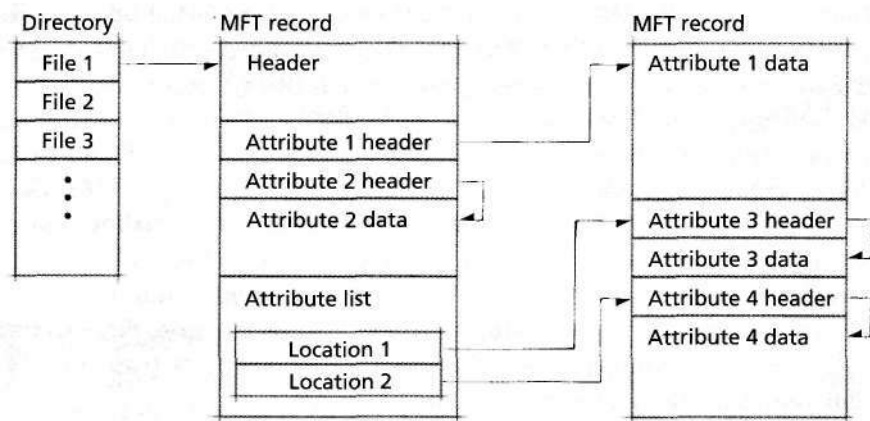 Directory
File 1
File 2
File 3
MFT record
Header
Attribute 1 header
Attribute 2 header
Attribute 2 data
Attribute list
Location 1
Location 2
MFT record
Attribute 1 data
Attribute 3 header
Attribute 3 data
Attribute 4 header
Attribute 4 data